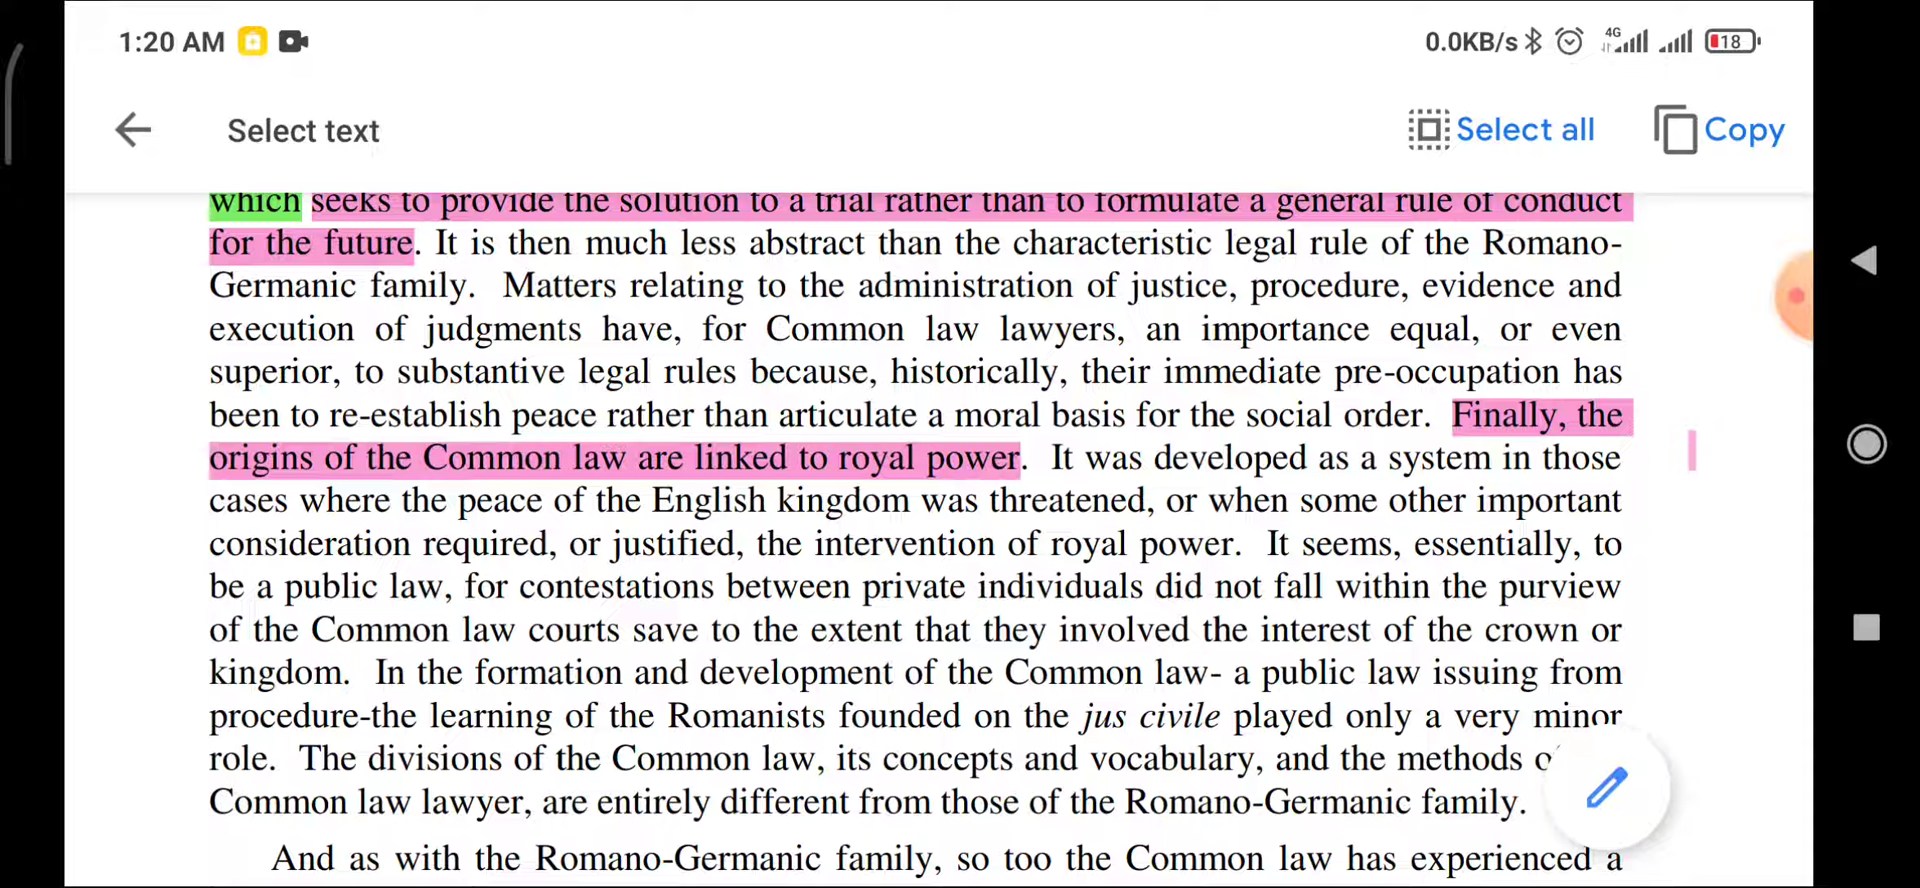 1:20 AM
0.0KB/s 4G 18
Select text
Select all
Copy
which seeks to provide the solution to a trial rather than to formulate a general rule of conduct
for the future. It is then much less abstract than the characteristic legal rule of the Romano-
Germanic family. Matters relating to the administration of justice, procedure, evidence and
execution of judgments have, for Common law lawyers, an importance equal, or even
superior, to substantive legal rules because, historically, their immediate pre-occupation has
been to re-establish peace rather than articulate a moral basis for the social order. Finally, the
origins of the Common law are linked to royal power. It was developed as a system in those
cases where the peace of the English kingdom was threatened, or when some other important
consideration required, or justified, the intervention of royal power. It seems, essentially, to
be a public law, for contestations between private individuals did not fall within the purview
of the Common law courts save to the extent that they involved the interest of the crown or
kingdom. In the formation and development of the Common law- a public law issuing from
procedure-the learning of the Romanists founded on the jus civile played only a very minor
role. The divisions of the Common law, its concepts and vocabulary, and the methods
Common law lawyer, are entirely different from those of the Romano-Germanic family.
And as with the Romano-Germanic family, so too the Common law has experienced a